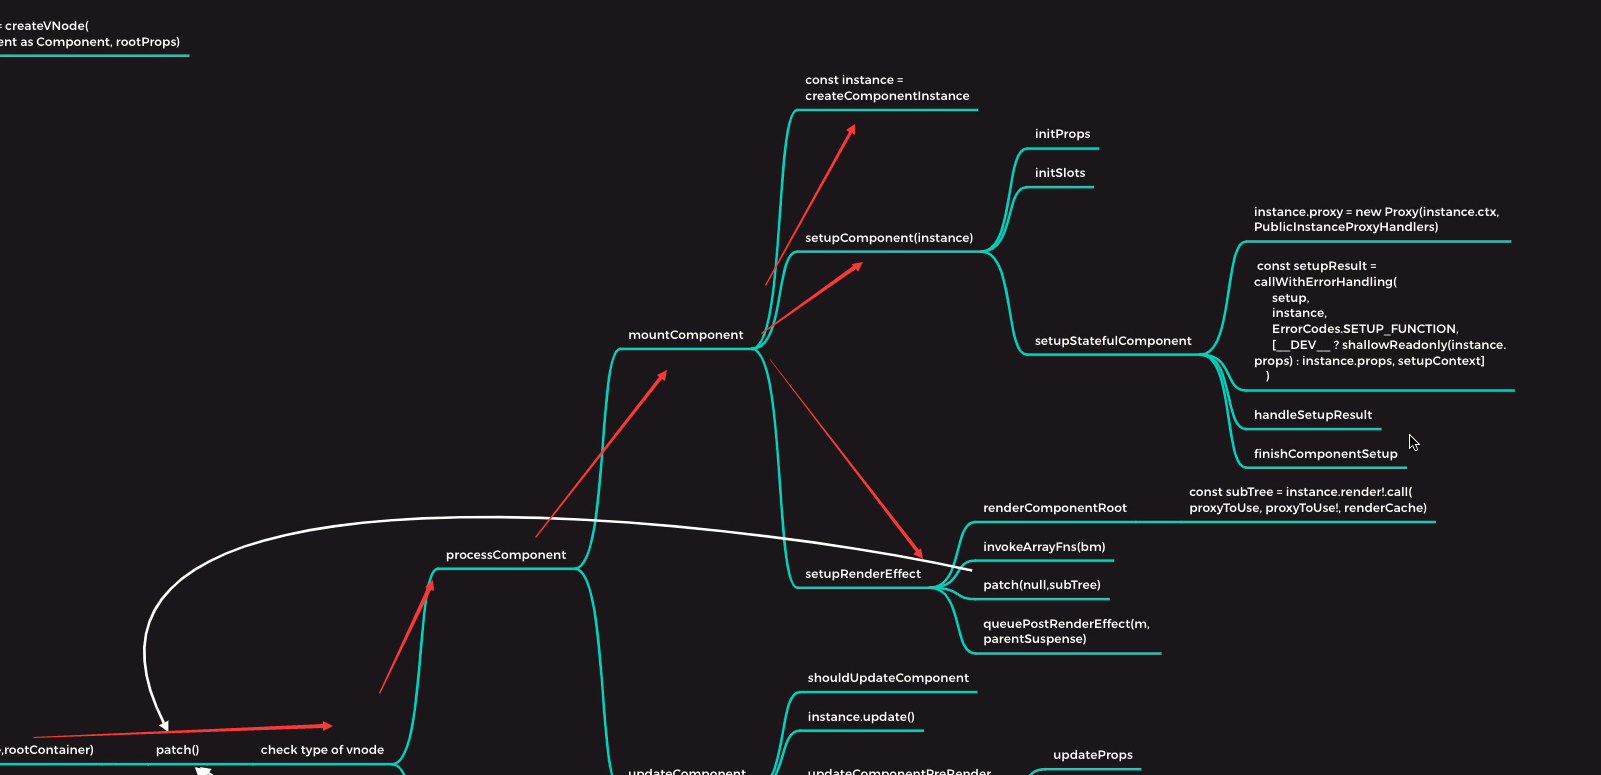 = createVNode(
ent as Component, rootProps)
const instance =
createComponentInstance
initProps
initSlots
instance.proxy = new Proxy(instance.ctx,
PublicInstanceProxyHandlers)
setupComponent(instance)
const setupResult =
callWithErrorHandling(
setup,
instance,
ErrorCodes.SETUP_FUNCTION,
[__DEV__ ? shallowReadonly(instance.
props) : instance.props, setupContext]
)
mountComponent
setupStatefulComponent
handleSetupResult
finishComponentSetup
const subTree = instance.render!.call(
proxyToUse, proxyToUse!, renderCache)
renderComponentRoot
invokeArrayFns(bm)
processComponent
setupRenderEffect
patch(null,subTree)
queuePostRenderEffect(m,
parentSuspense)
shouldUpdateComponent
instance.update()
,rootContainer)
patch()
check type of vnode
updateProps
updateComponent
updateComponentPreRender